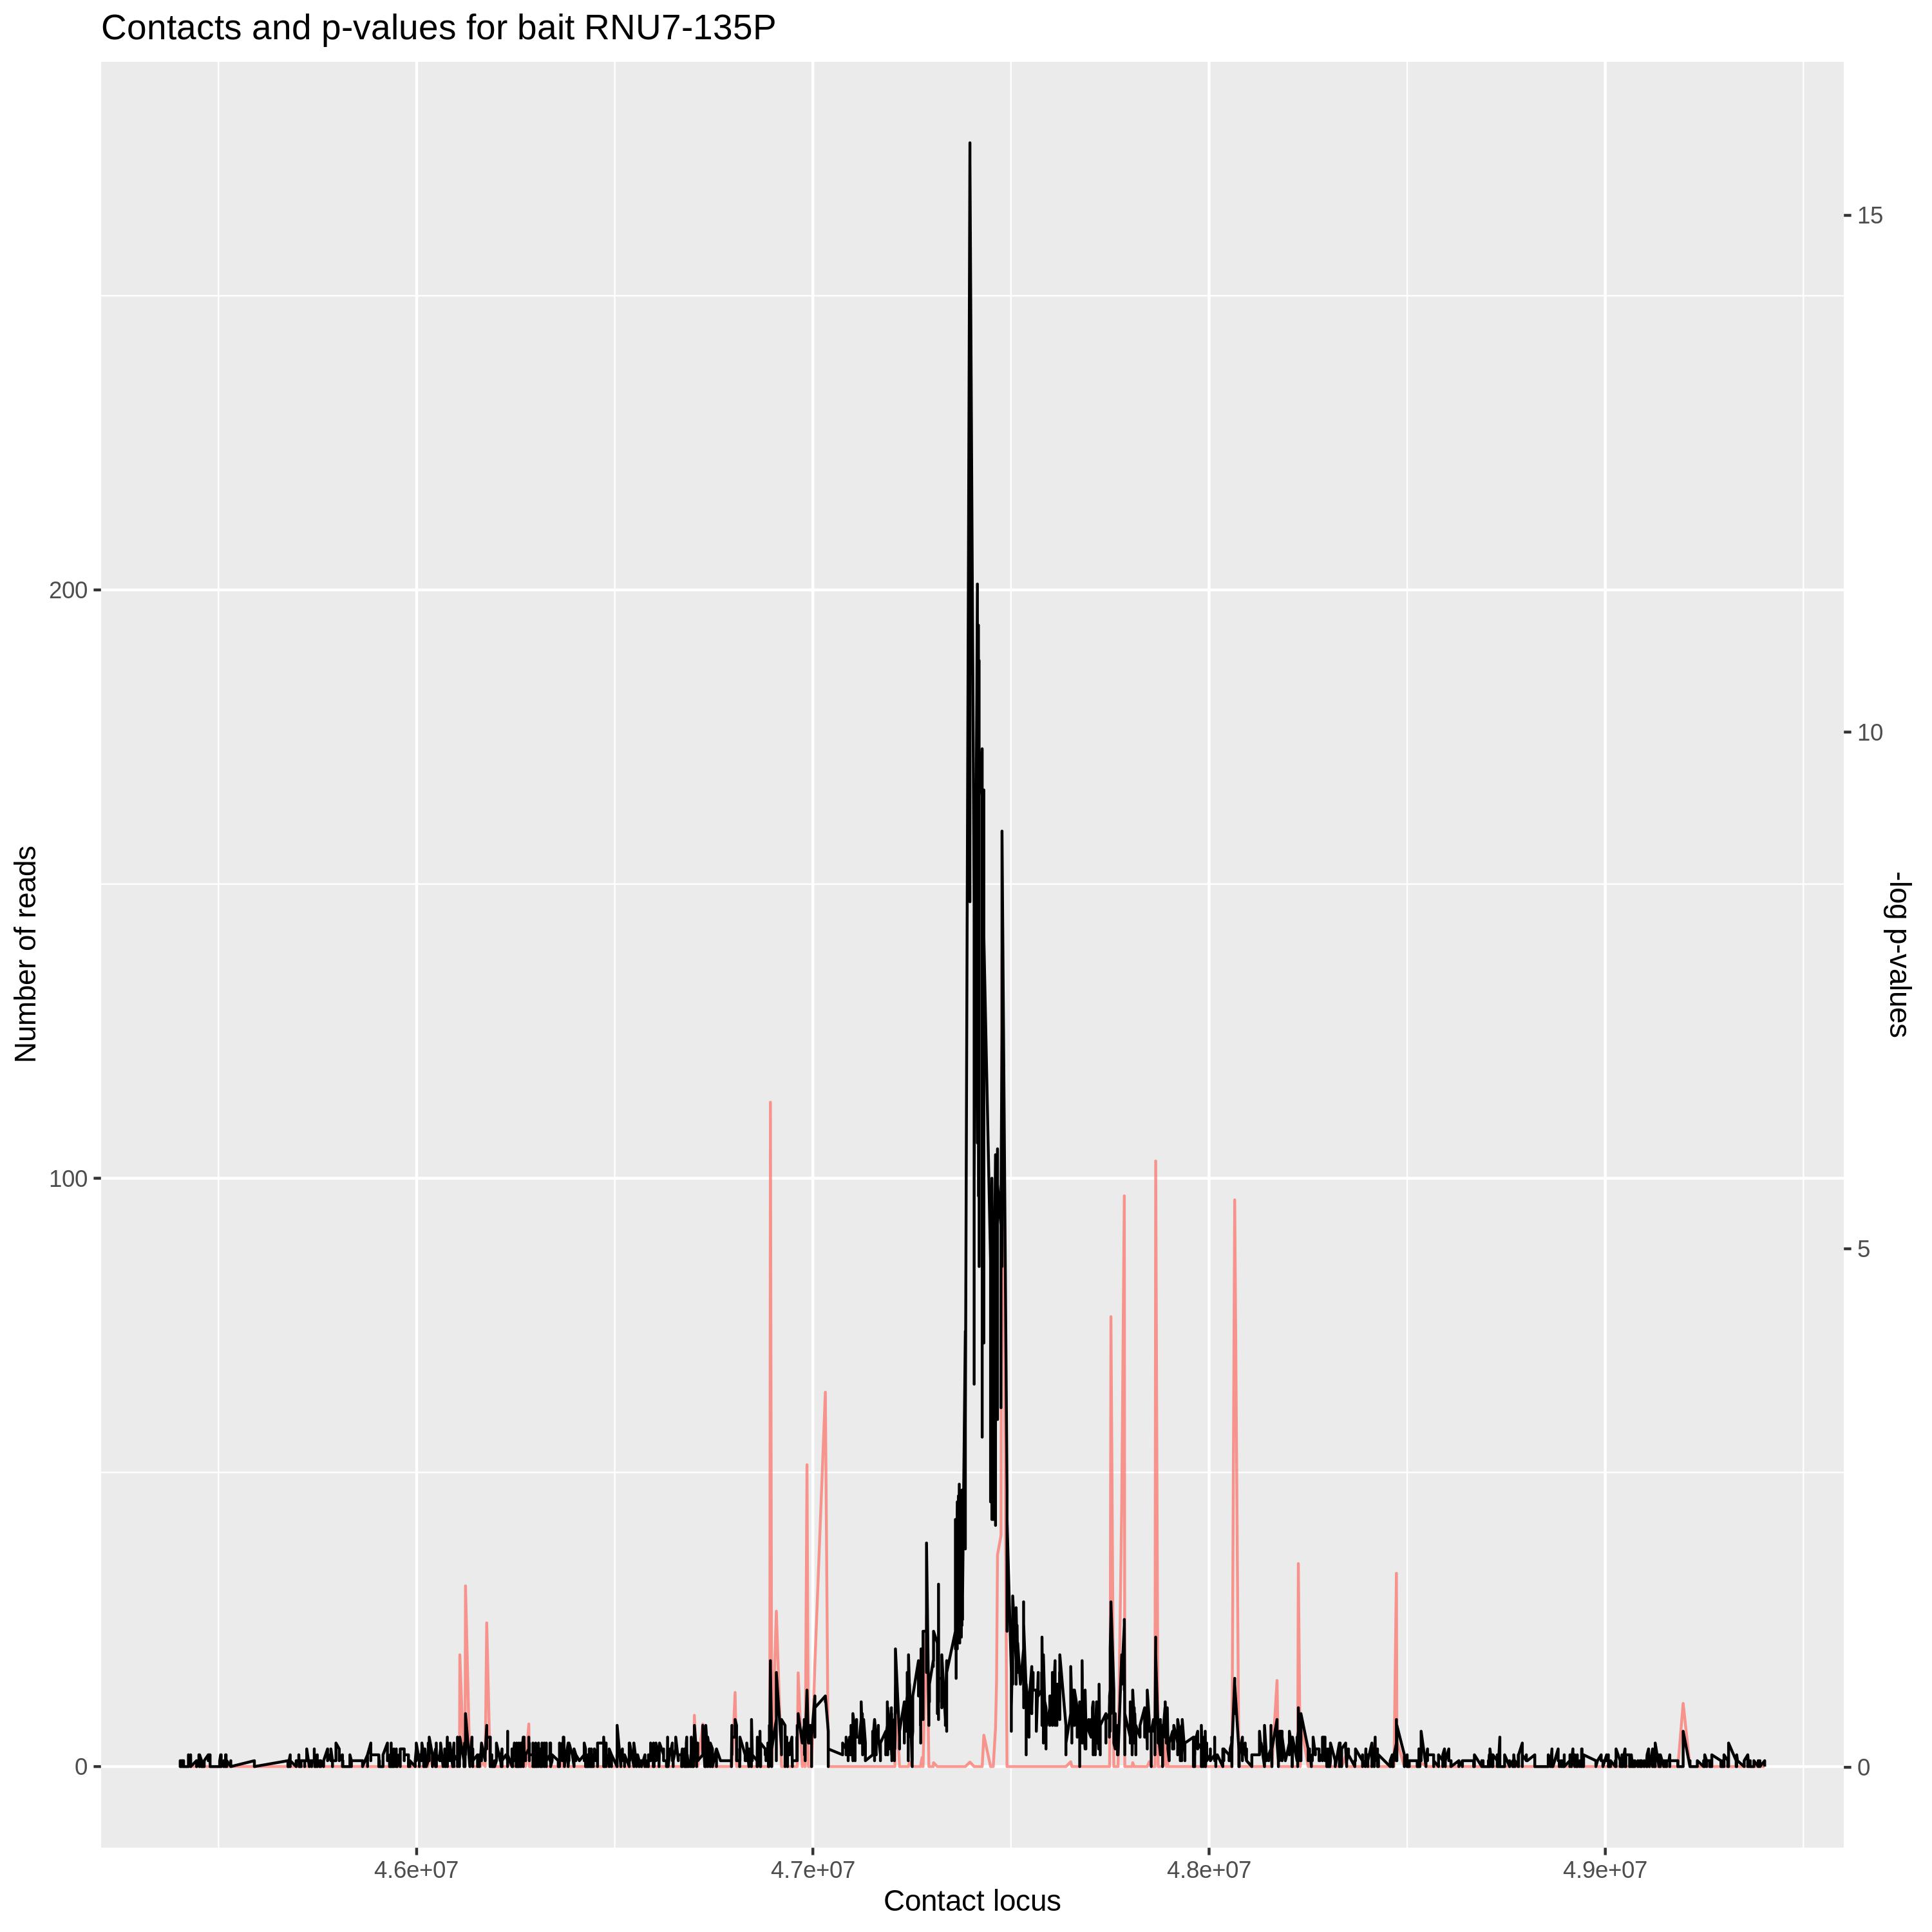 Contacts and p-values for bait RNU7-135P
200
100
0
Number of reads
15
10
5
0
-log p-values
4.6e+07 4.7e+07 4.8e+07 4.9e+07
Contact locus